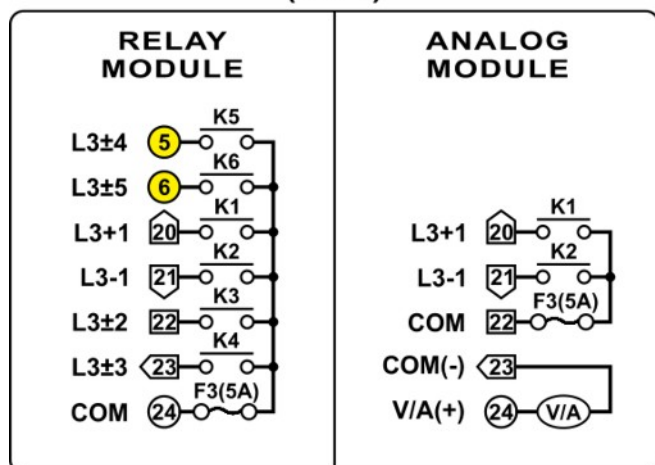 RELAY
MODULE
K5
L3±4 5
K6
L3±5 6
K1
L3+1 20
K2
L3-1 21
K3
L3±2 22
K4
L3±3 23
F3(5A)
COM 24
ANALOG
MODULE
K1
L3+1 20
K2
L3-1 21
F3(5A)
COM 22
COM(-) 23
V/A(+) 24 V/A